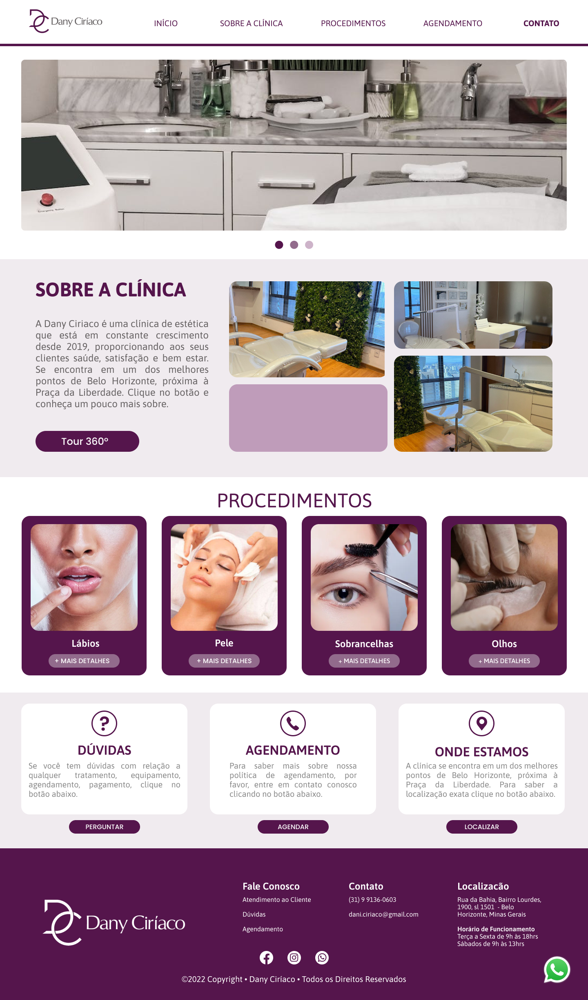 Dany Ciríaco
INÍCIO
SOBRE A CLÍNICA
PROCEDIMENTOS
AGENDAMENTO
CONTATO
SOBRE A CLÍNICA
A Dany Ciriaco é uma clínica de estética
que está em constante crescimento
desde 2019, proporcionando aos seus
clientes saúde, satisfação e bem estar.
Se encontra em um dos melhores
pontos de Belo Horizonte, próxima à
Praça da Liberdade. Clique no botão e
conheça um pouco mais sobre.
Tour 360º
PROCEDIMENTOS
Lábios
+ MAIS DETALHES
Pele
+ MAIS DETALHES
Sobrancelhas
+ MAIS DETALHES
Olhos
+ MAIS DETALHES
DÚVIDAS
Se você tem dúvidas com relação a
qualquer tratamento, equipamento,
agendamento, pagamento, clique no
botão abaixo.
PERGUNTAR
AGENDAMENTO
Para saber mais sobre nossa
política de agendamento, por
favor, entre em contato conosco
clicando no botão abaixo.
AGENDAR
ONDE ESTAMOS
A clínica se encontra em um dos melhores
pontos de Belo Horizonte, próxima à
Praça da Liberdade. Para saber a
localização exata clique no botão abaixo.
LOCALIZAR
Dany Ciríaco
Fale Conosco
Atendimento ao Cliente
Dúvidas
Agendamento
Contato
(31) 9 9136-0603
dani.ciriaco@gmail.com
Localizacão
Rua da Bahia, Bairro Lourdes,
1900, sl 1501 - Belo
Horizonte, Minas Gerais
Horário de Funcionamento
Terça a Sexta de 9h às 18hrs
Sábados de 9h às 13hrs
©2022 Copyright • Dany Ciríaco • Todos os Direitos Reservados